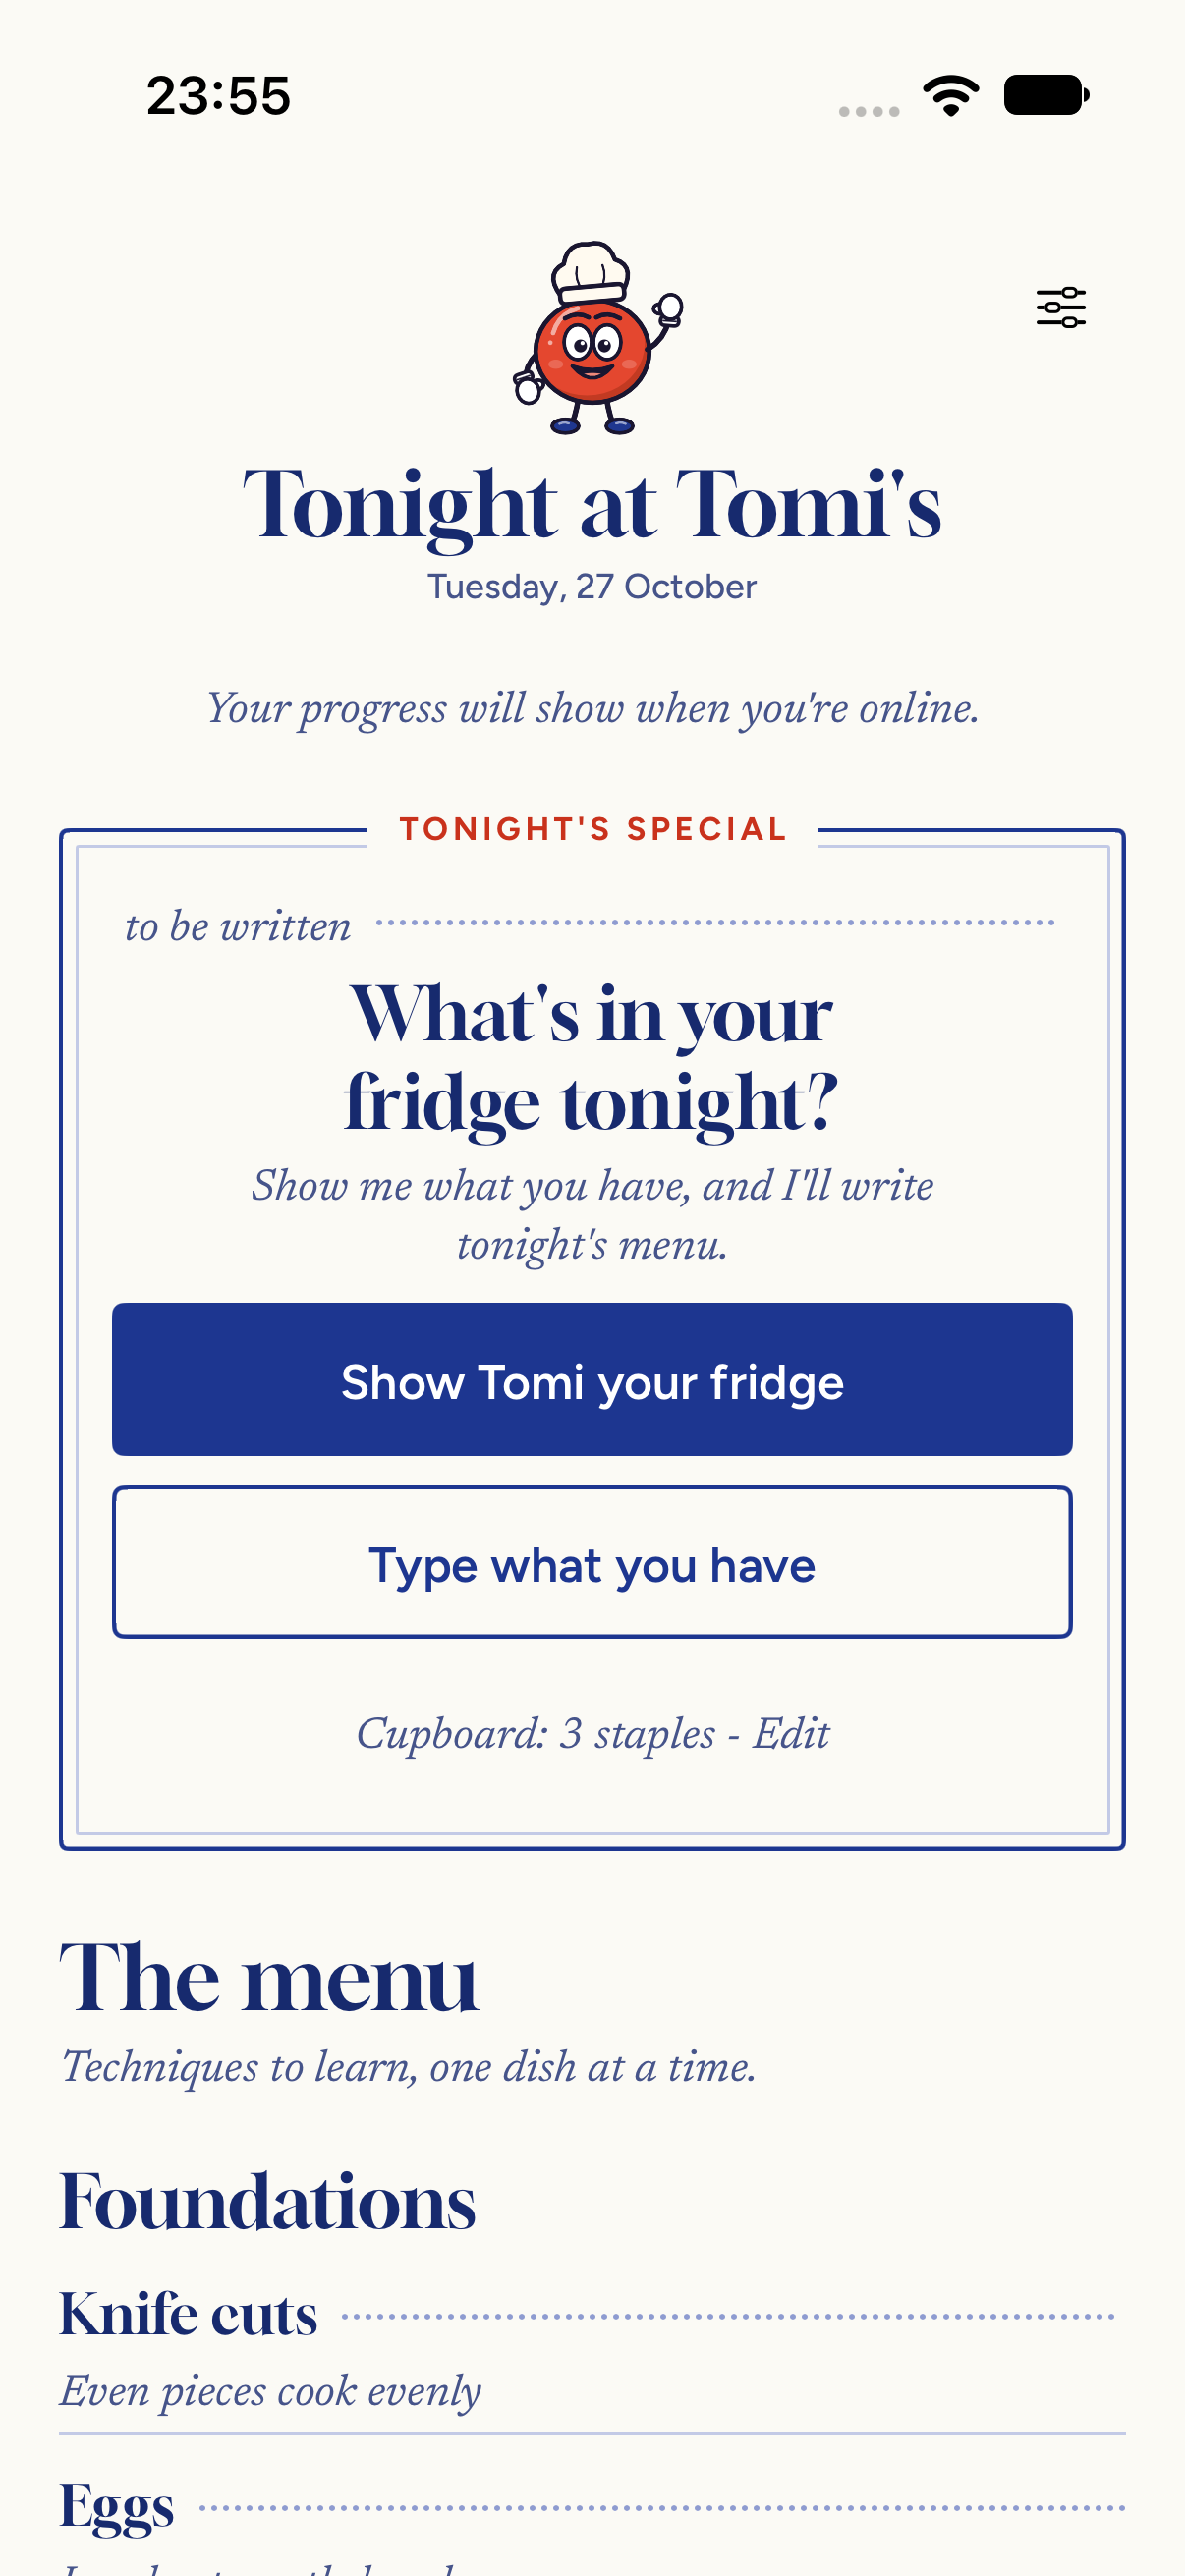 23:55
Tonight at Tomi's
Tuesday, 27 October
Your progress will show when you're online.
TONIGHT'S SPECIAL
to be written
What's in your
fridge tonight?
Show me what you have, and I'll write
tonight's menu.
Show Tomi your fridge
Type what you have
Cupboard: 3 staples - Edit
The menu
Techniques to learn, one dish at a time.
Foundations
Knife cuts
Even pieces cook evenly
Eggs